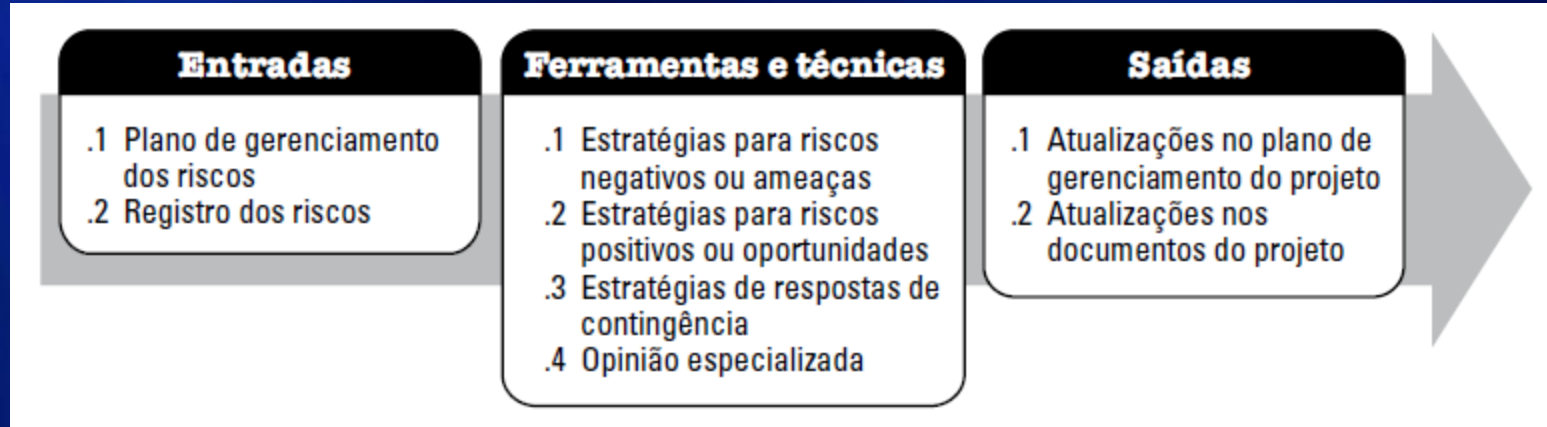 Entradas
.1 Plano de gerenciamento
dos riscos
.2 Registro dos riscos
Ferramentas e técnicas
.1 Estratégias para riscos
negativos ou ameaças
.2 Estratégias para riscos
positivos ou oportunidades
.3 Estratégias de respostas de
contingência
.4 Opinião especializada
Saídas
.1 Atualizações no plano de
gerenciamento do projeto
.2 Atualizações nos
documentos do projeto